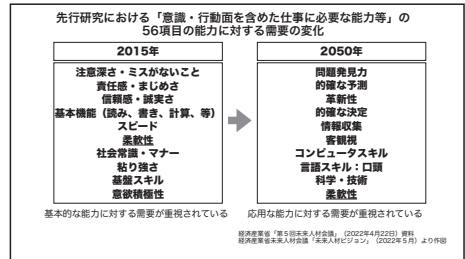 先行研究における「意識・行動面を含めた仕事に必要な能力等」の
56項目の能力に対する需要の変化
2015年
注意深さ・ミスがないこと
責任感・まじめさ
信頼感・誠実さ
基本機能（読み、書き、計算、等）
スピード
柔軟性
社会常識・マナー
粘り強さ
基盤スキル
意欲積極性
基本的な能力に対する需要が重視されている
2050年
問題発見力
的確な予測
革新性
的確な決定
情報収集
客観視
コンピュータスキル
言語スキル：口頭
科学・技術
柔軟性
応用な能力に対する需要が重視されている
経済産業省「第5回未来人材会議」（2022年4月22日）資料
経済産業省未来人材会議「未来人材ビジョン」（2022年5月）より作図